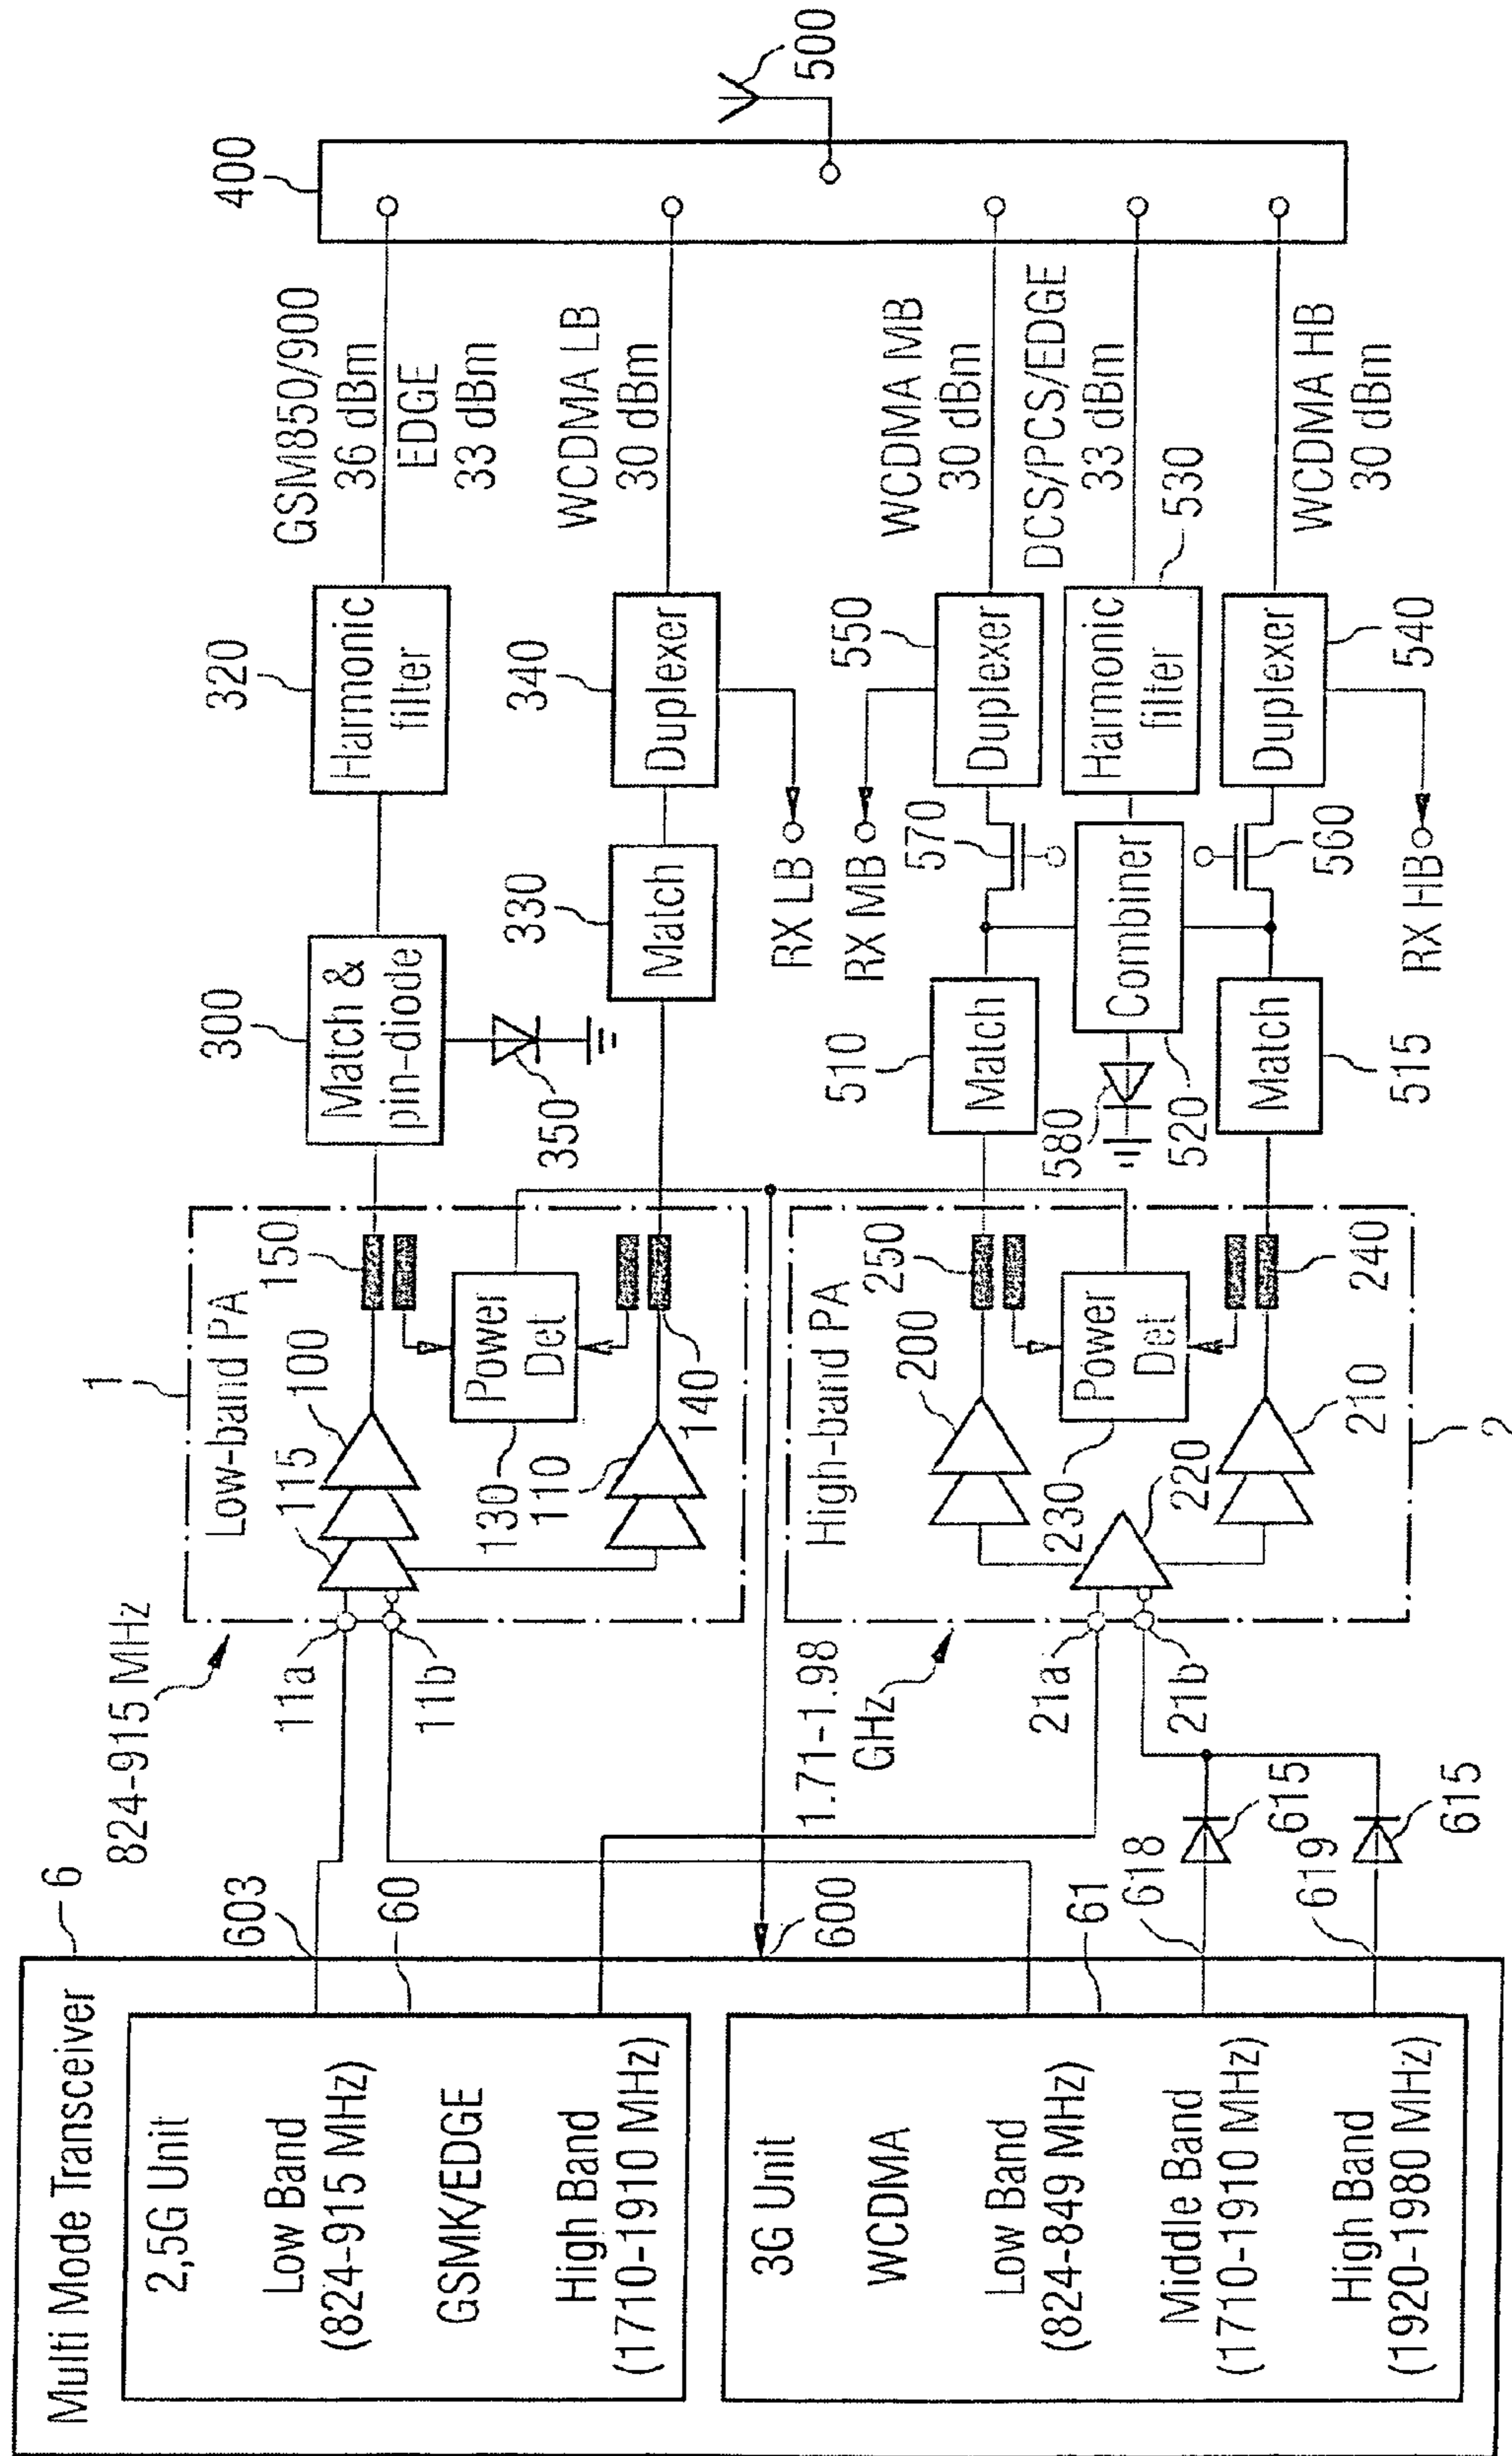 Multi Mode Transceiver
6
2,5G Unit
Low Band
(824-915 MHz)
GSMK/EDGE
High Band
(1710-1910 MHz)
603
60
600
3G Unit
WCDMA
Low Band
(824-849 MHz)
Middle Band
(1710-1910 MHz)
High Band
(1920-1980 MHz)
61
618
615
619
615
824-915 MHz
11a
11b
1.71-1.98
GHz
21a
21b
1
Low-band PA
115
100
150
Power
Det
130
110
140
High-band PA
200
250
Power
Det
230
220
210
240
2
300
Match &
pin-diode
350
320
Harmonic
filter
330
Match
340
Duplexer
RX LB
RX MB
510
Match
580
520
Combiner
Match
515
570
560
RX HB
550
Duplexer
Harmonic
filter
530
Duplexer
540
GSM850/900
36 dBm
EDGE
33 dBm
WCDMA LB
30 dBm
WCDMA MB
30 dBm
DCS/PCS/EDGE
33 dBm
WCDMA HB
30 dBm
400
500